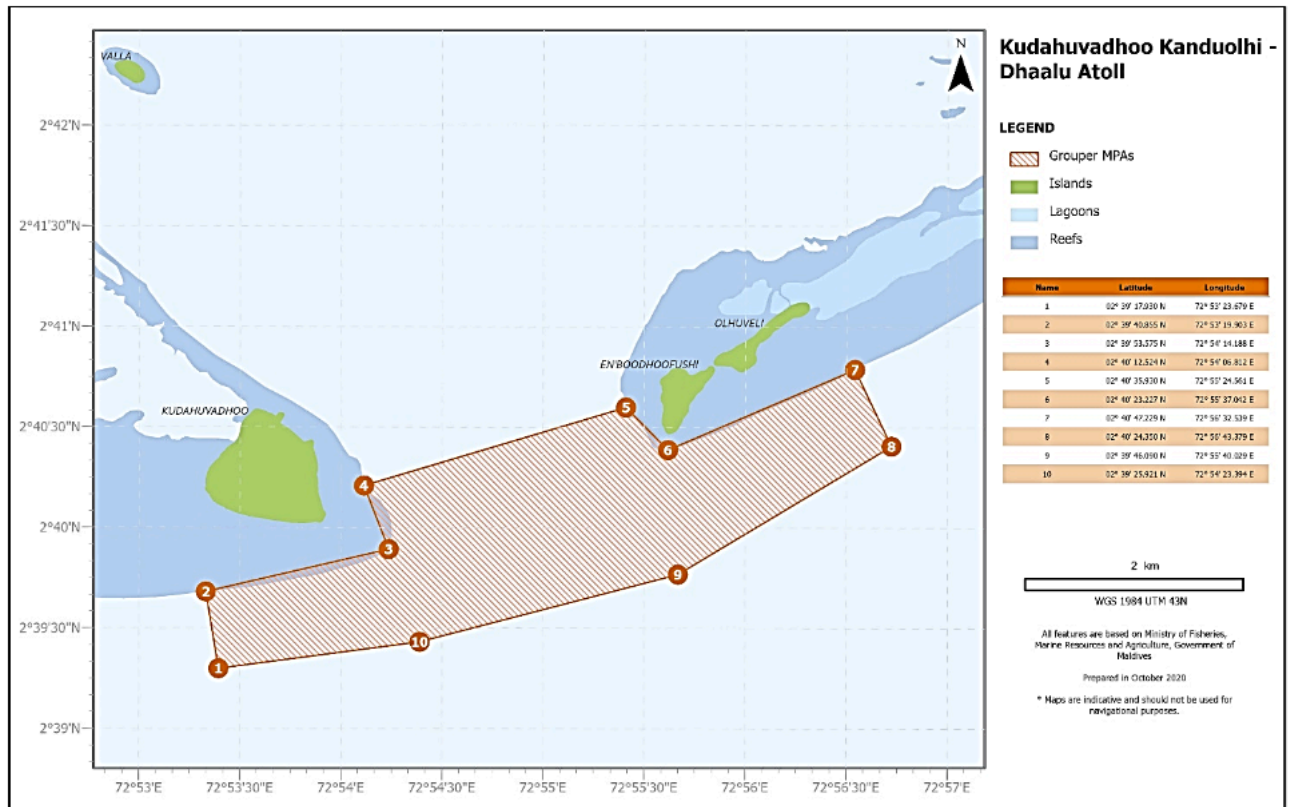 Kudahuvadhoo Kanduolhi -
Dhaalu Atoll
LEGEND
Grouper MPAs
Islands
Lagoons
Reefs
Name Latitude Longitude
1 02° 39' 17.930 N 72° 53' 23.679 E
2 02° 39' 40.855 N 72° 53' 19.903 E
3 02° 39' 53.575 N 72° 54' 14.188 E
4 02° 40' 12.524 N 72° 54' 06.812 E
5 02° 40' 35.930 N 72° 55' 24.561 E
6 02° 40' 23.227 N 72° 55' 37.042 E
7 02° 40' 47.229 N 72° 56' 32.539 E
8 02° 40' 24.350 N 72° 56' 43.379 E
9 02° 39' 46.090 N 72° 55' 40.029 E
10 02° 39' 25.921 N 72° 54' 23.394 E
2 km
WGS 1984 UTM 43N
All features are based on Ministry of Fisheries,
Marine Resources and Agriculture, Government of
Maldives
Prepared in October 2020
* Maps are indicative and should not be used for
navigational purposes.
N
VALLA
2°42'N
2°41'30"N
2°41'N
2°40'30"N
2°40'N
2°39'30"N
2°39'N
OLHUVELI
EN'BOODHOOFUSHI
KUDAHUVADHOO
7
5
6
8
4
3
9
2
10
1
72°53'E
72°53'30"E
72°54'E
72°54'30"E
72°55'E
72°55'30"E
72°56'E
72°56'30"E
72°57'E